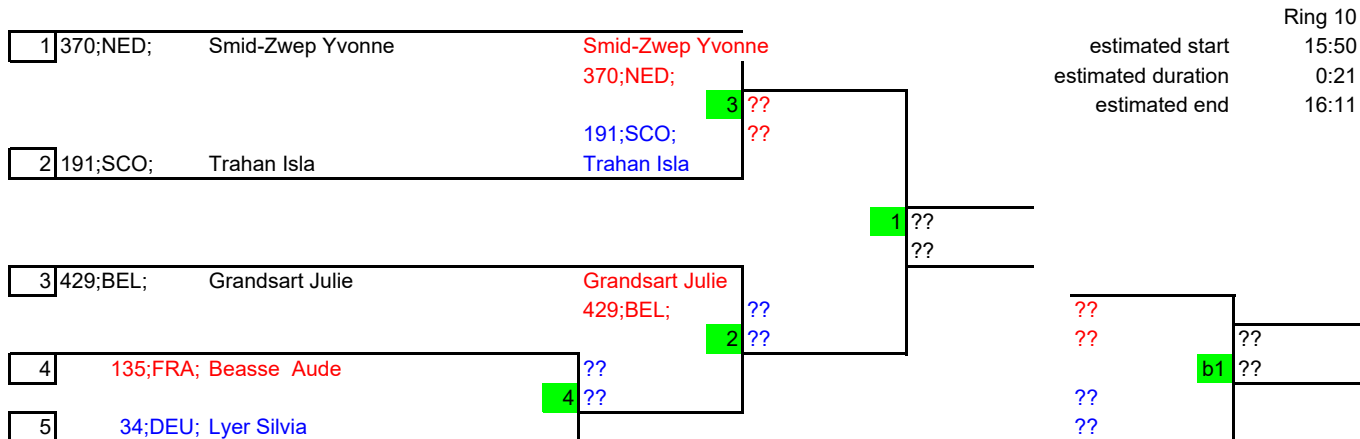 Ring 10
1 370;NED; Smid-Zwep Yvonne Smid-Zwep Yvonne estimated start 15:50
370;NED; estimated duration 0:21
3 ?? estimated end 16:11
191;SCO; ??
2 191;SCO; Trahan Isla Trahan Isla
1 ??
??
3 429;BEL; Grandsart Julie Grandsart Julie
429;BEL; ?? ??
2 ?? ?? ??
4 135;FRA; Beasse Aude ?? b1 ??
4 ?? ??
5 34;DEU; Lyer Silvia ??